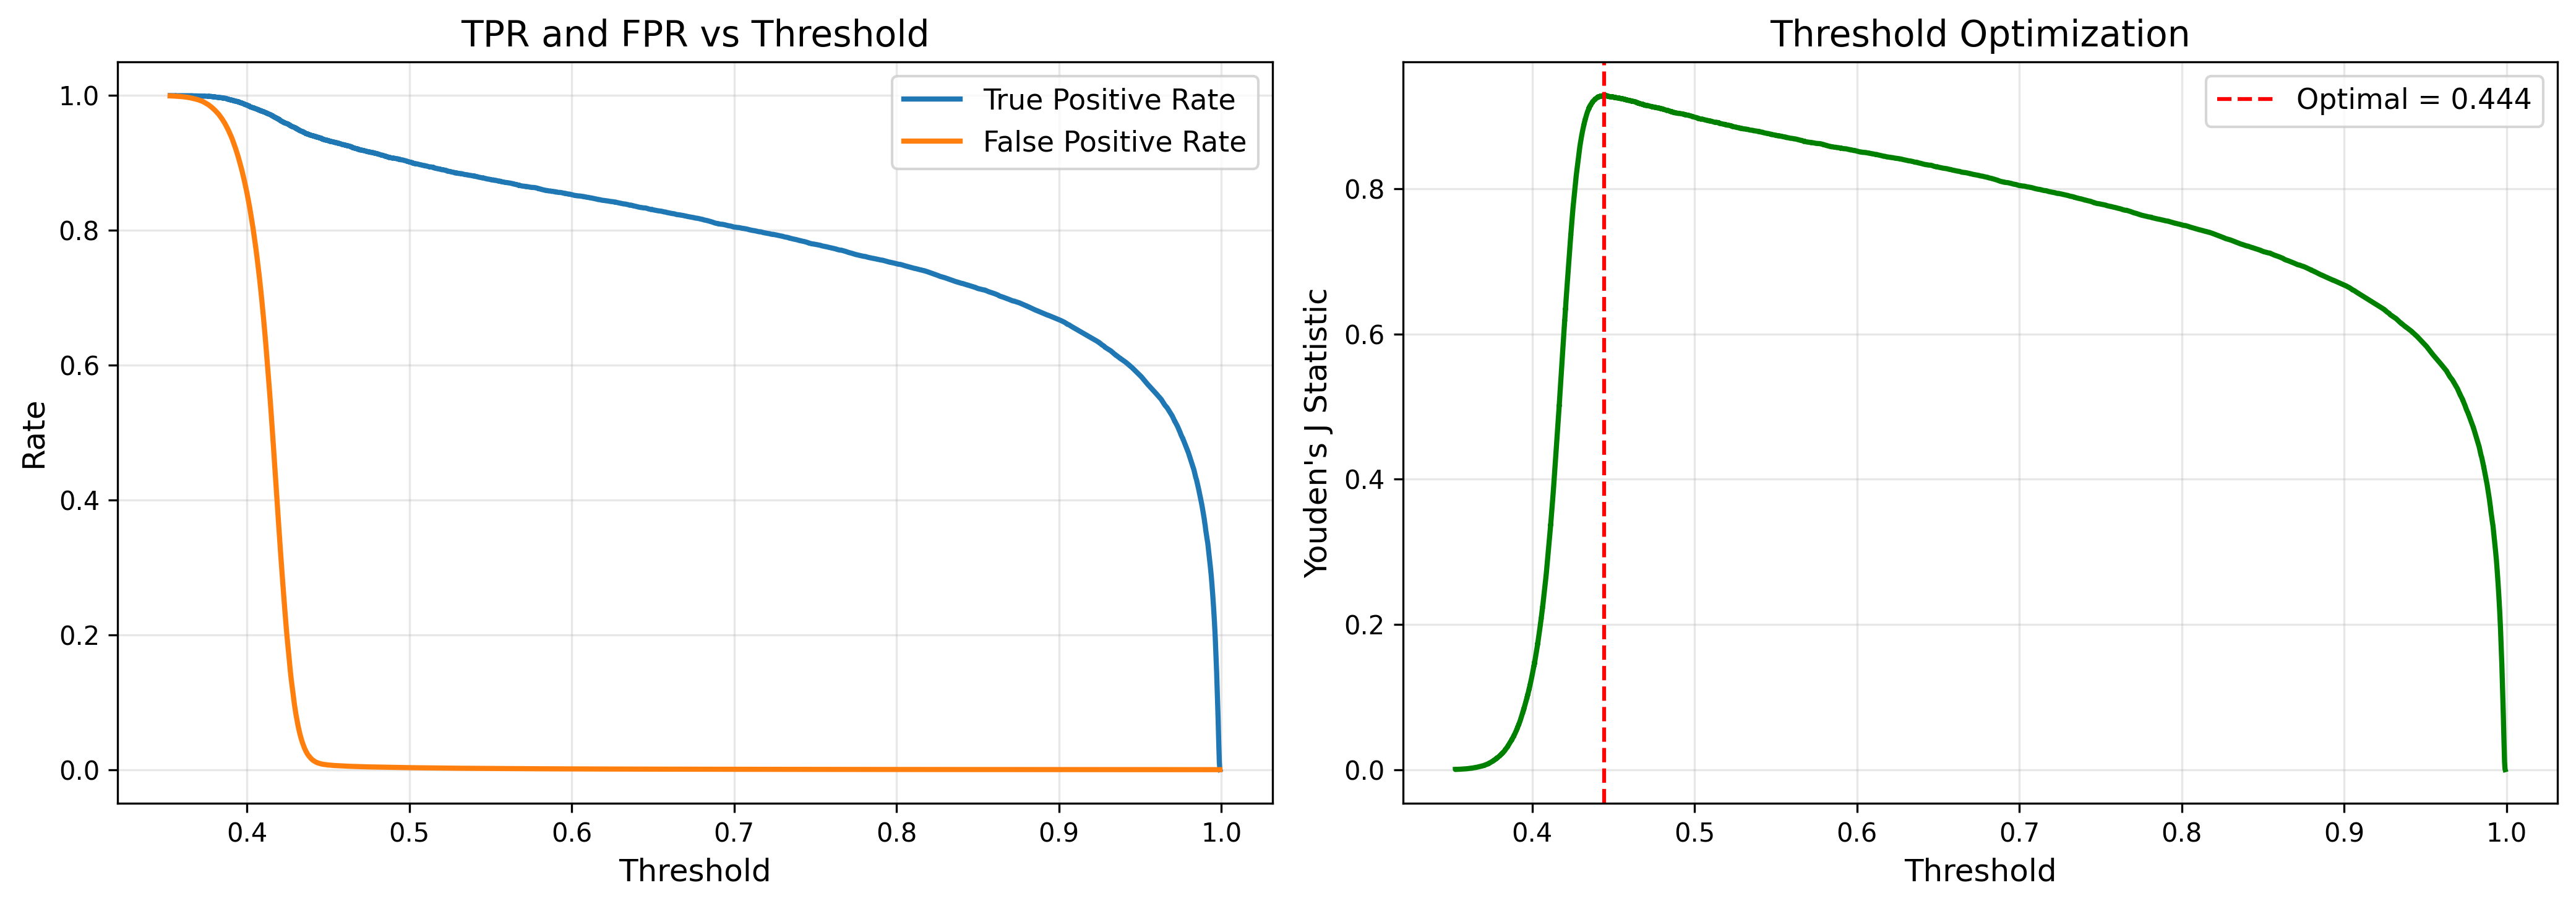 TPR and FPR vs Threshold
True Positive Rate
False Positive Rate
Rate
1.0
0.8
0.6
0.4
0.2
0.0
0.4 0.5 0.6 0.7 0.8 0.9 1.0
Threshold
Threshold Optimization
Optimal = 0.444
Youden's J Statistic
0.8
0.6
0.4
0.2
0.0
0.4 0.5 0.6 0.7 0.8 0.9 1.0
Threshold